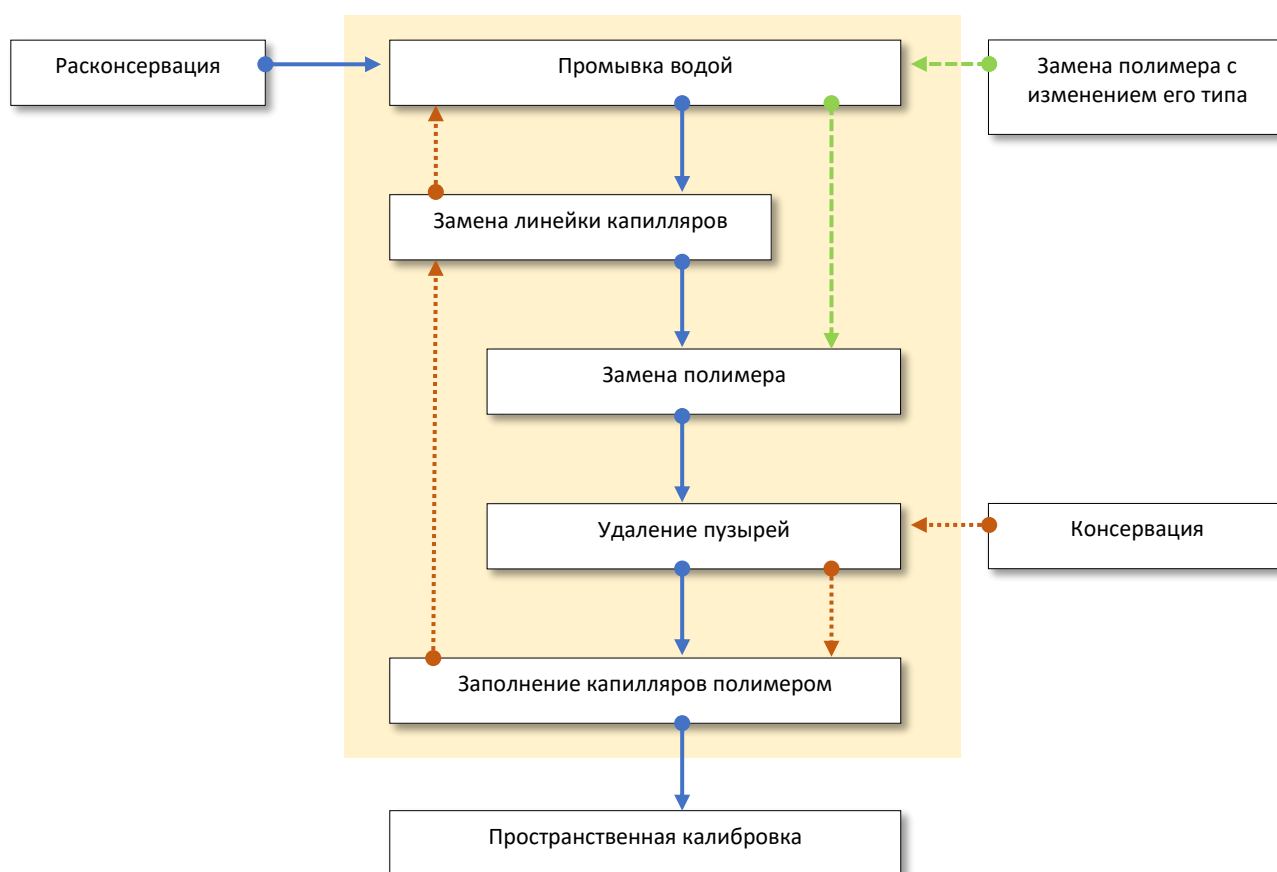 Расконсервация
Промывка водой
Замена полимера с
изменением его типа
Замена линейки капилляров
Замена полимера
Удаление пузырей
Консервация
Заполнение капилляров полимером
Пространственная калибровка